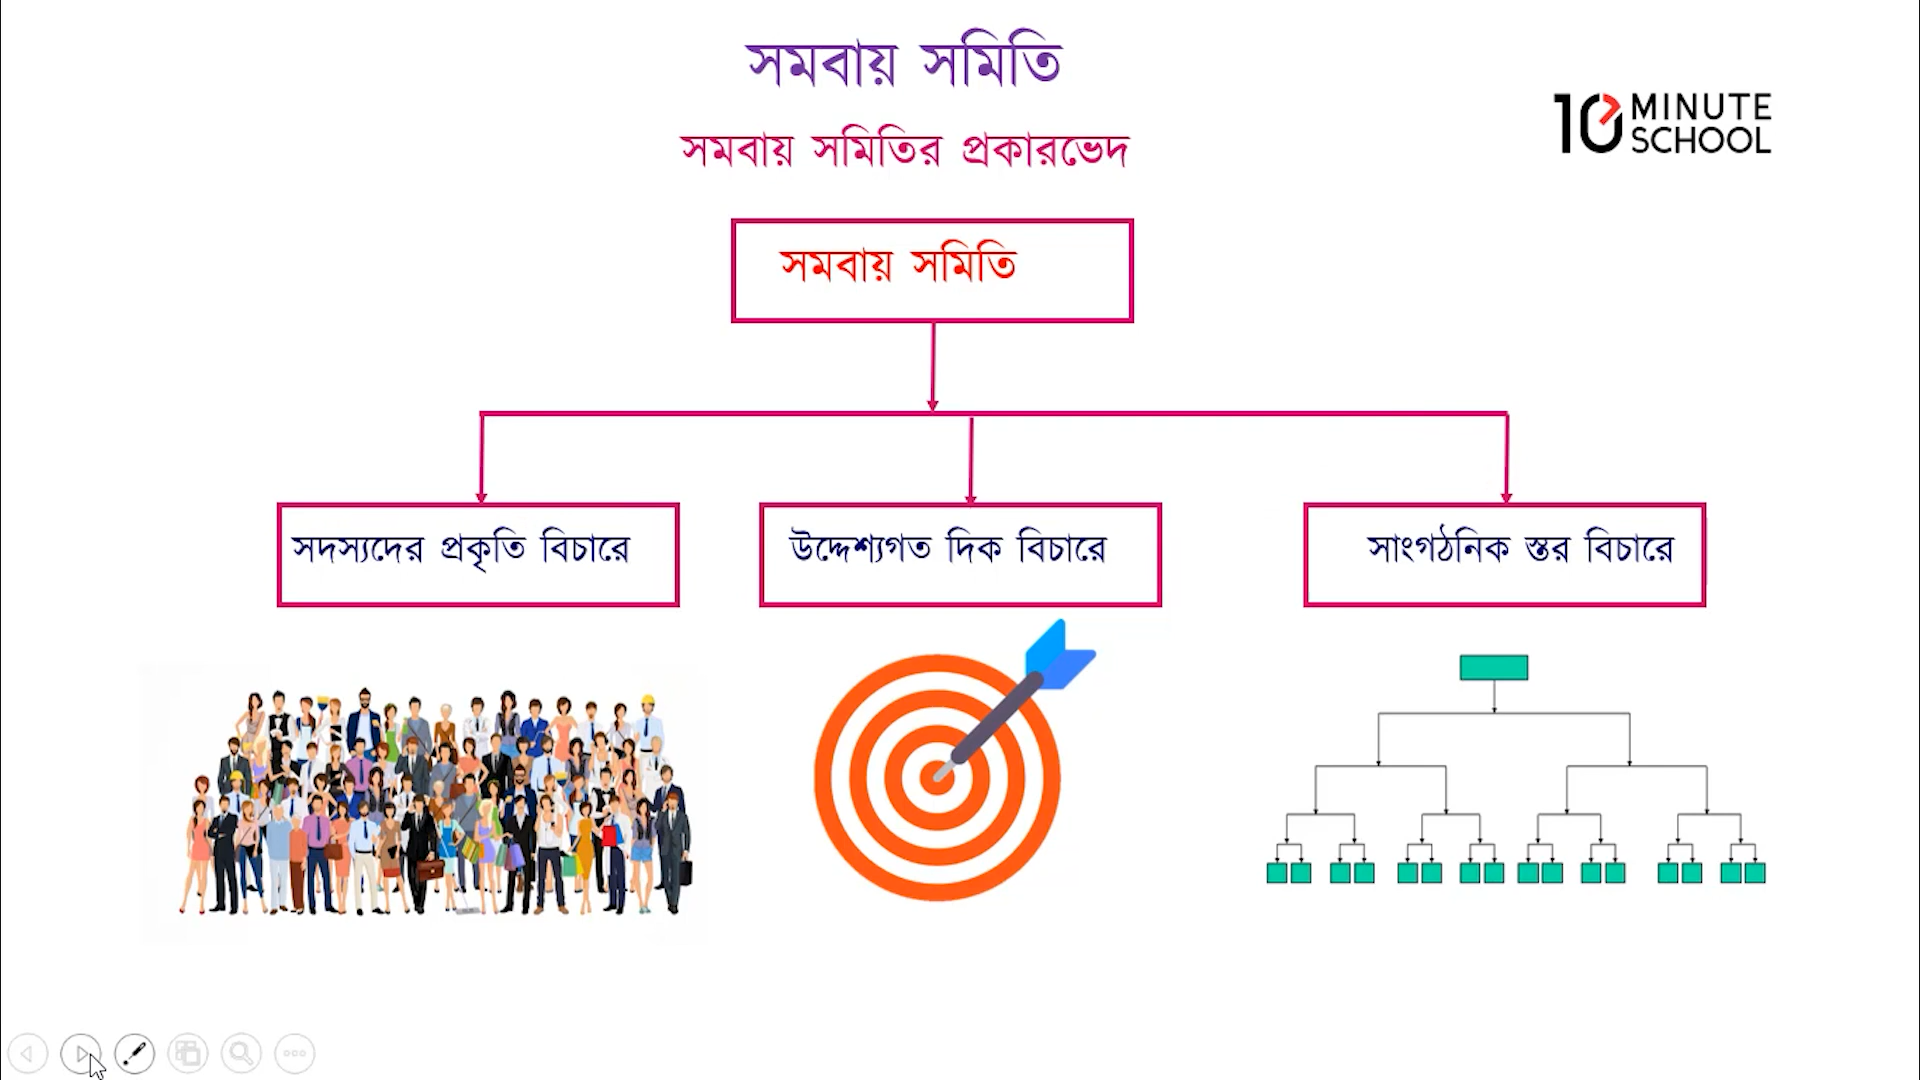 সমবায় সমিতি
সমবায় সমিতির প্রকারভেদ
10 MINUTE
SCHOOL
সমবায় সমিতি
সদস্যদের প্রকৃতি বিচারে
উদ্দেশ্যগত দিক বিচারে
সাংগঠনিক স্তর বিচারে